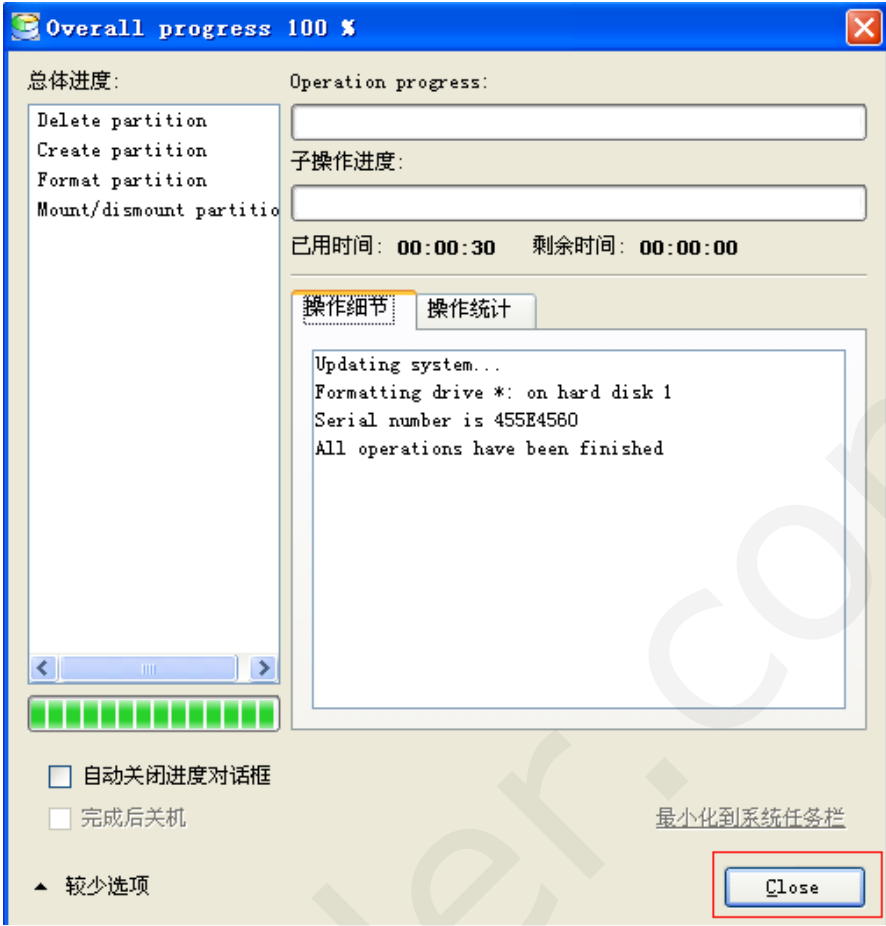 Overall progress 100 %
总体进度:
Delete partition
Create partition
Format partition
Mount/dismount partitio
Operation progress:
子操作进度:
已用时间: 00:00:30 剩余时间: 00:00:00
操作细节 操作统计
Updating system...
Formatting drive *: on hard disk 1
Serial number is 455E4560
All operations have been finished
自动关闭进度对话框
完成后关机
最小化到系统任务栏
较少选项
Close